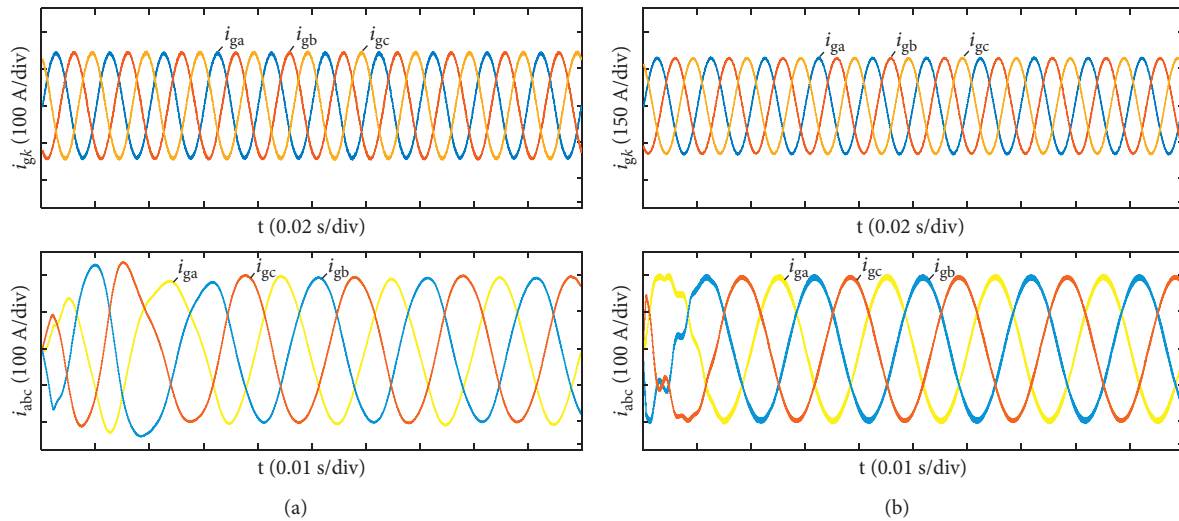 i_ga i_gb i_gc
i_gk (100 A/div)
t (0.02 s/div)
i_ga i_gc i_gb
i_abc (100 A/div)
t (0.01 s/div)
(a)
i_ga i_gb i_gc
i_gk (150 A/div)
t (0.02 s/div)
i_ga i_gc i_gb
i_abc (100 A/div)
t (0.01 s/div)
(b)